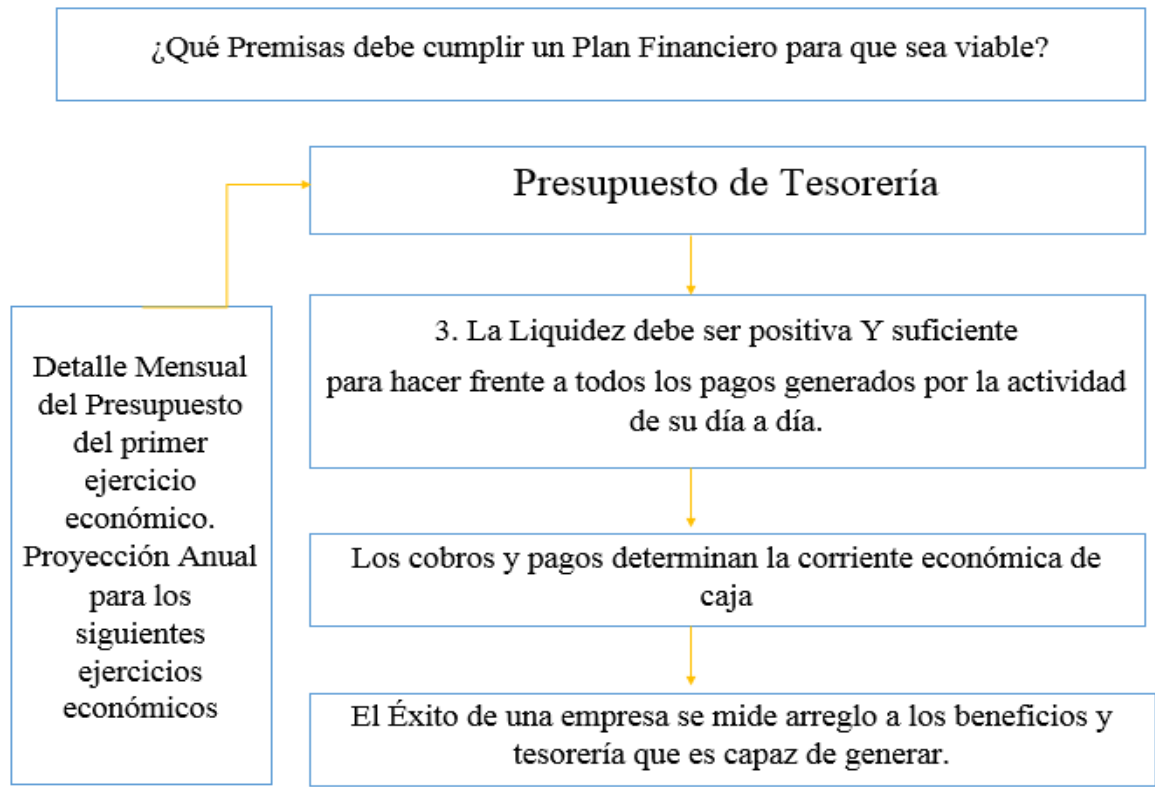 ¿Qué Premisas debe cumplir un Plan Financiero para que sea viable?
Presupuesto de Tesorería
Detalle Mensual
del Presupuesto
del primer
ejercicio
económico.
Proyección Anual
para los
siguientes
ejercicios
económicos
3. La Liquidez debe ser positiva Y suficiente
para hacer frente a todos los pagos generados por la actividad
de su día a día.
Los cobros y pagos determinan la corriente económica de
caja
El Éxito de una empresa se mide arreglo a los beneficios y
tesorería que es capaz de generar.